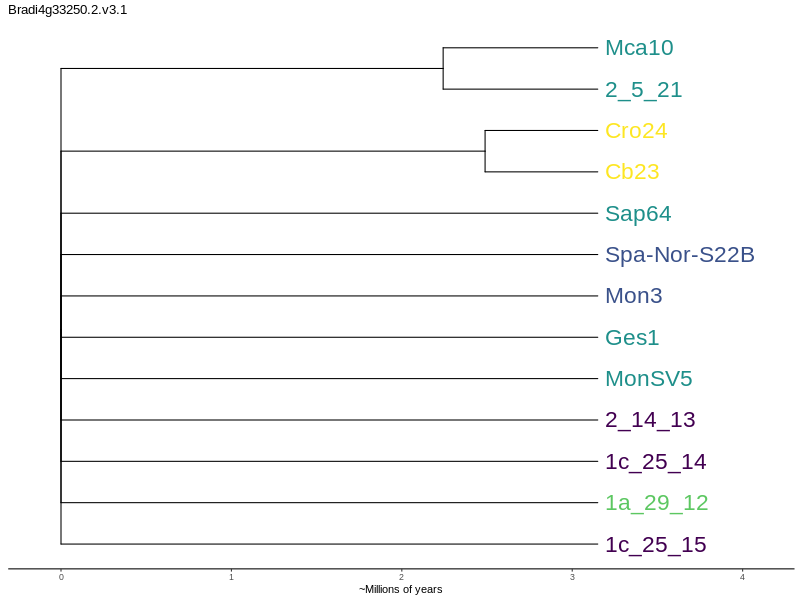 Bradi4g33250.2.v3.1
Mca10
2_5_21
Cro24
Cb23
Sap64
Spa-Nor-S22B
Mon3
Ges1
MonSV5
2_14_13
1c_25_14
1a_29_12
1c_25_15
0 1 2 3 4
~Millions of years